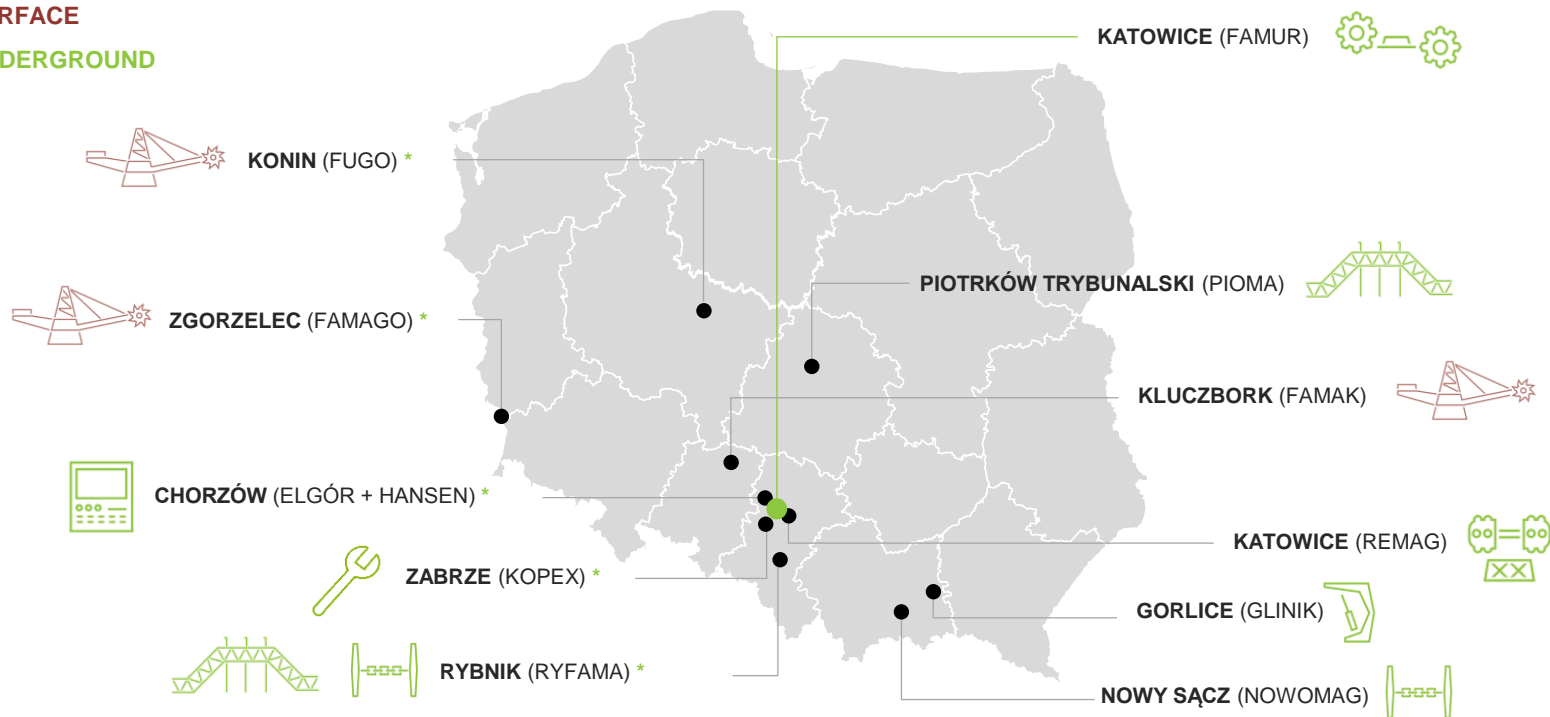 RFACE
DERGROUND
KATOWICE (FAMUR)
KONIN (FUGO) *
PIOTRKÓW TRYBUNALSKI (PIOMA)
ZGORZELEC (FAMAGO) *
KLUCZBORK (FAMAK)
CHORZÓW (ELGÓR + HANSEN) *
KATOWICE (REMAG)
ZABRZE (KOPEX) *
GORLICE (GLINIK)
RYBNIK (RYFAMA) *
NOWY SĄCZ (NOWOMAG)